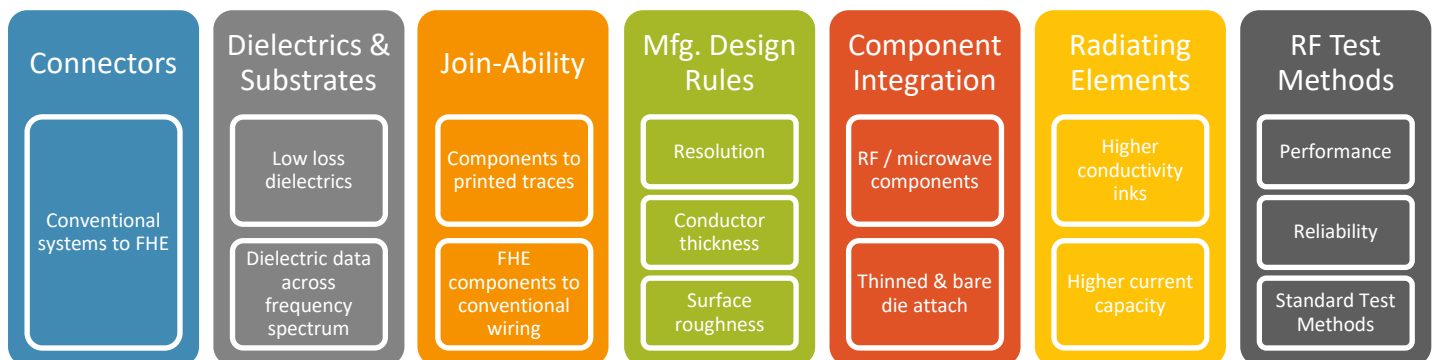 Connectors
Conventional
systems to FHE
Dielectrics &
Substrates
Low loss
dielectrics
Dielectric data
across
frequency
spectrum
Join-Ability
Components to
printed traces
FHE
components to
conventional
wiring
Mfg. Design
Rules
Resolution
Conductor
thickness
Surface
roughness
Component
Integration
RF / microwave
components
Thinned & bare
die attach
Radiating
Elements
Higher
conductivity
inks
Higher current
capacity
RF Test
Methods
Performance
Reliability
Standard Test
Methods